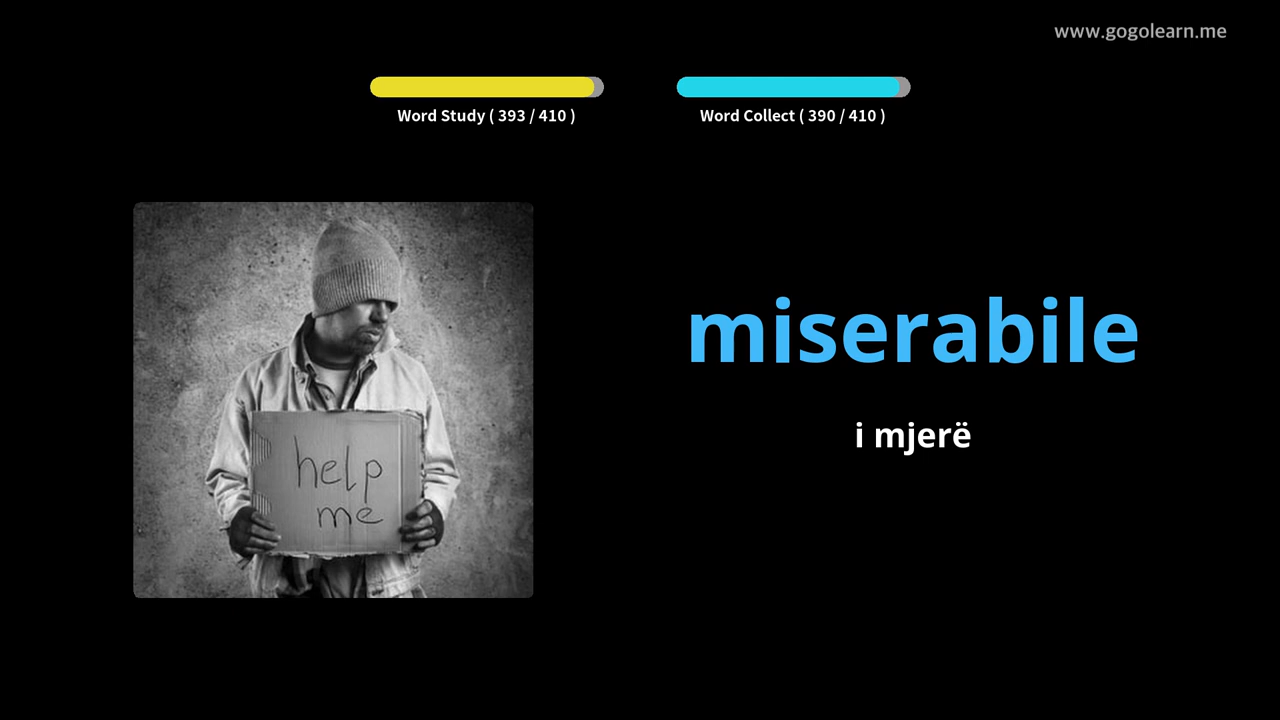 www.gogolearn.me
Word Study ( 393 / 410 )
Word Collect ( 390 / 410 )
help
me
miserabile
i mjerë